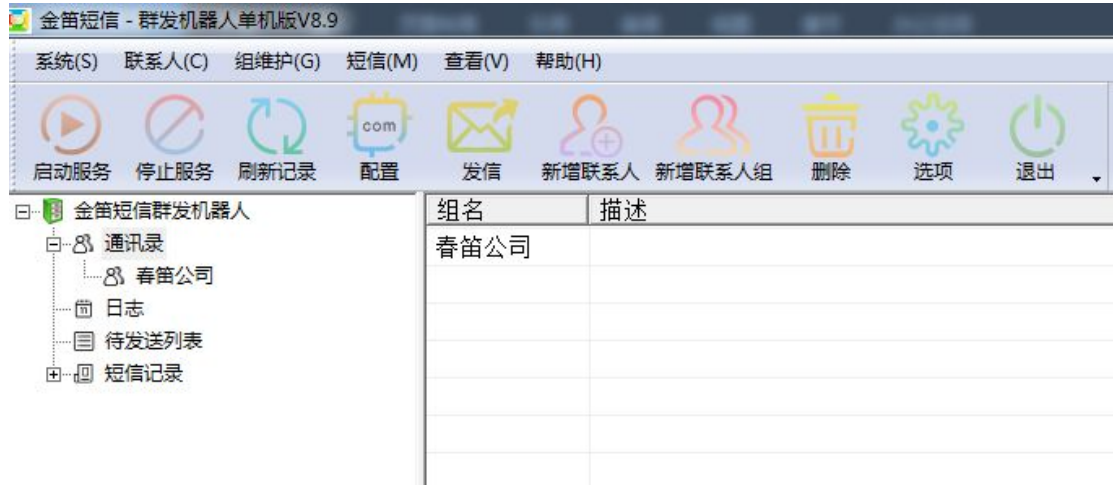 金笛短信 - 群发机器人单机版V8.9
系统(S) 联系人(C) 组维护(G) 短信(M) 查看(V) 帮助(H)
com
启动服务 停止服务 刷新记录 配置 发信 新增联系人 新增联系人组 删除 选项 退出
金笛短信群发机器人
通讯录
春笛公司
日志
待发送列表
短信记录
组名 描述
春笛公司